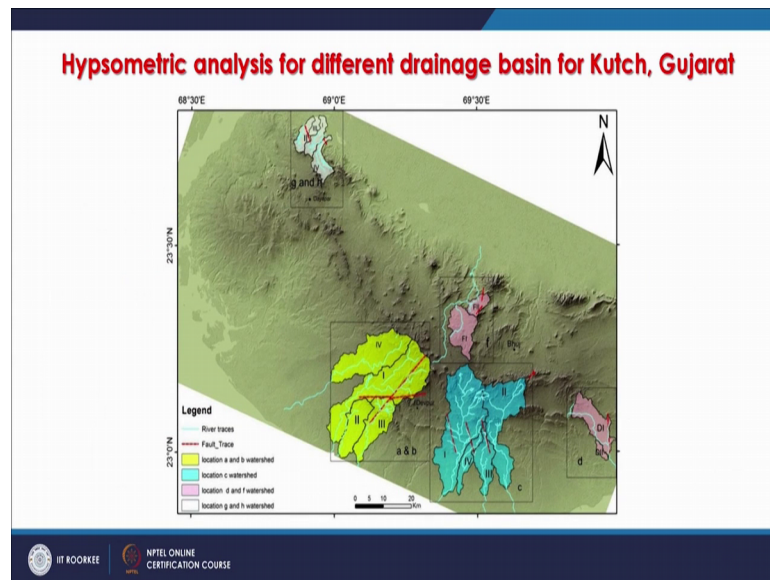 Hypsometric analysis for different drainage basin for Kutch, Gujarat
68°30'E
69°0'E
69°30'E
N
g and h
23°30'N
IV
I
II
III
a & b
f
II
I
IV
III
c
DI
d
23°0'N
Legend
River traces
Fault_Trace
location a and b watershed
location c watershed
location d and f watershed
location g and h watershed
0 5 10 20
Km
IIT ROORKEE
NPTEL ONLINE
CERTIFICATION COURSE